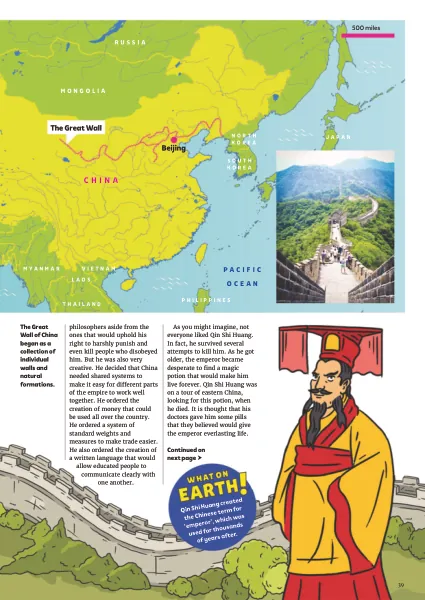 500 miles
RUSSIA
MONGOLIA
The Great Wall
Beijing
NORTH
KOREA
JAPAN
SOUTH
KOREA
CHINA
MYANMAR
VIETNAM
LAOS
THAILAND
PACIFIC
OCEAN
PHILIPPINES
The Great
Wall of China
began as a
collection of
individual
walls and
natural
formations.
philosophers aside from the
ones that would uphold his
right to harshly punish and
even kill people who disobeyed
him. But he was also very
creative. He decided that China
needed shared systems to
make it easy for different parts
of the empire to work well
together. He ordered the
creation of money that could
be used all over the country.
He ordered a system of
standard weights and
measures to make trade easier.
He also ordered the creation of
a written language that would
allow educated people to
communicate clearly with
one another.
As you might imagine, not
everyone liked Qin Shi Huang.
In fact, he survived several
attempts to kill him. As he got
older, the emperor became
desperate to find a magic
potion that would make him
live forever. Qin Shi Huang was
on a tour of eastern China,
looking for this potion, when
he died. It is thought that his
doctors gave him some pills
that they believed would give
the emperor everlasting life.
Continued on
next page >
WHAT ON
EARTH!
Qin Shi Huang created
the Chinese term for
‘emperor’, which was
used for thousands
of years after.